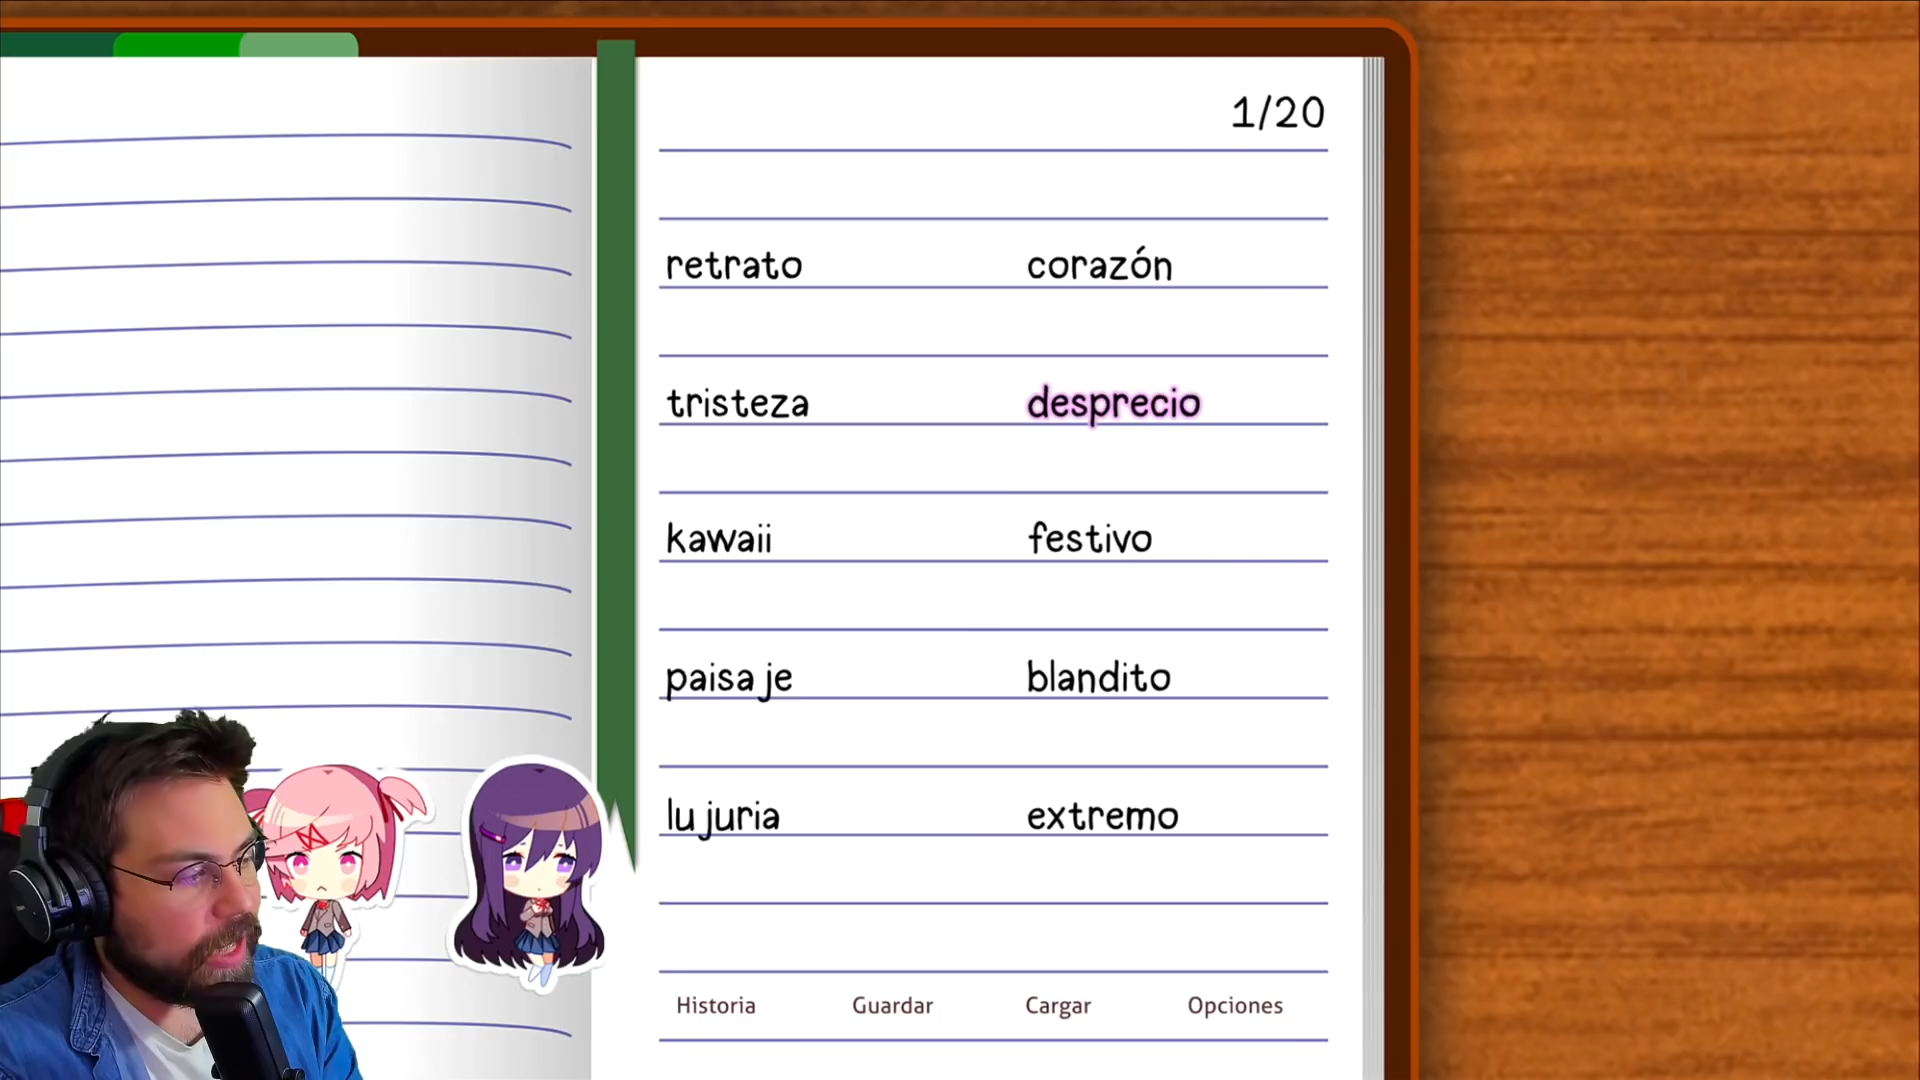 1/20
retrato corazón
tristeza desprecio
kawaii festivo
paisaje blandito
lujuria extremo
Historia Guardar Cargar Opciones